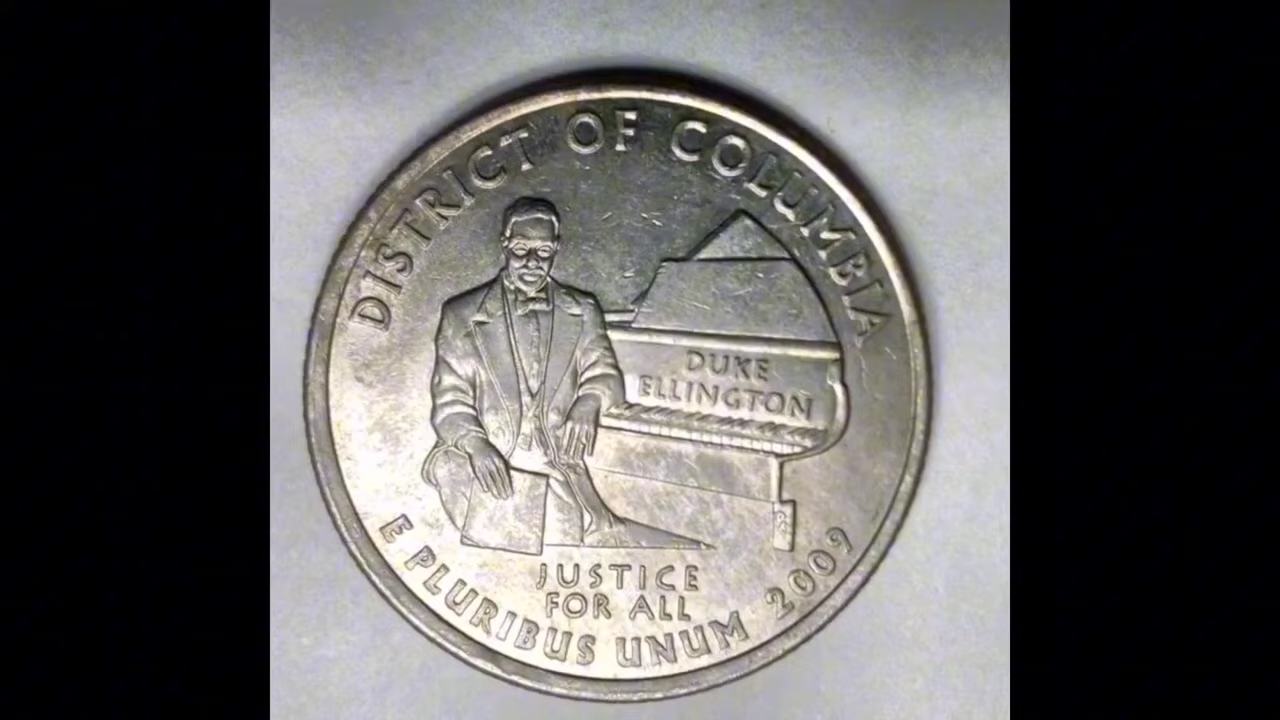 DISTRICT OF COLUMBIA
DUKE
ELLINGTON
JUSTICE
FOR ALL
E PLURIBUS UNUM 2009